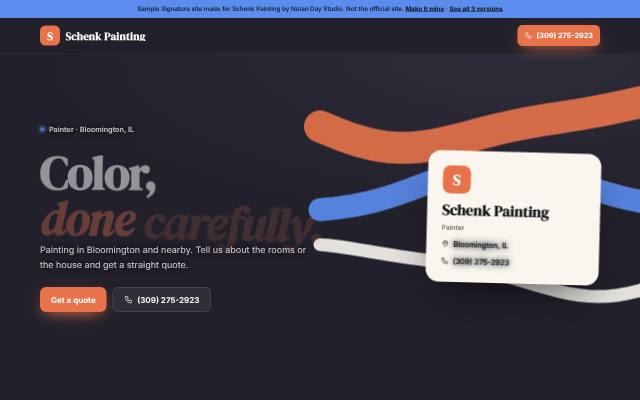 Sample Signature site made for Schenk Painting by Nolan Day Studio. Not the official site. Make it mine · See all 3 versions
S Schenk Painting
(309) 275-2923
Painter · Bloomington, IL
Color,
done carefully.
Painting in Bloomington and nearby. Tell us about the rooms or
the house and get a straight quote.
Get a quote
(309) 275-2923
S
Schenk Painting
Painter
Bloomington, IL
(309) 275-2923